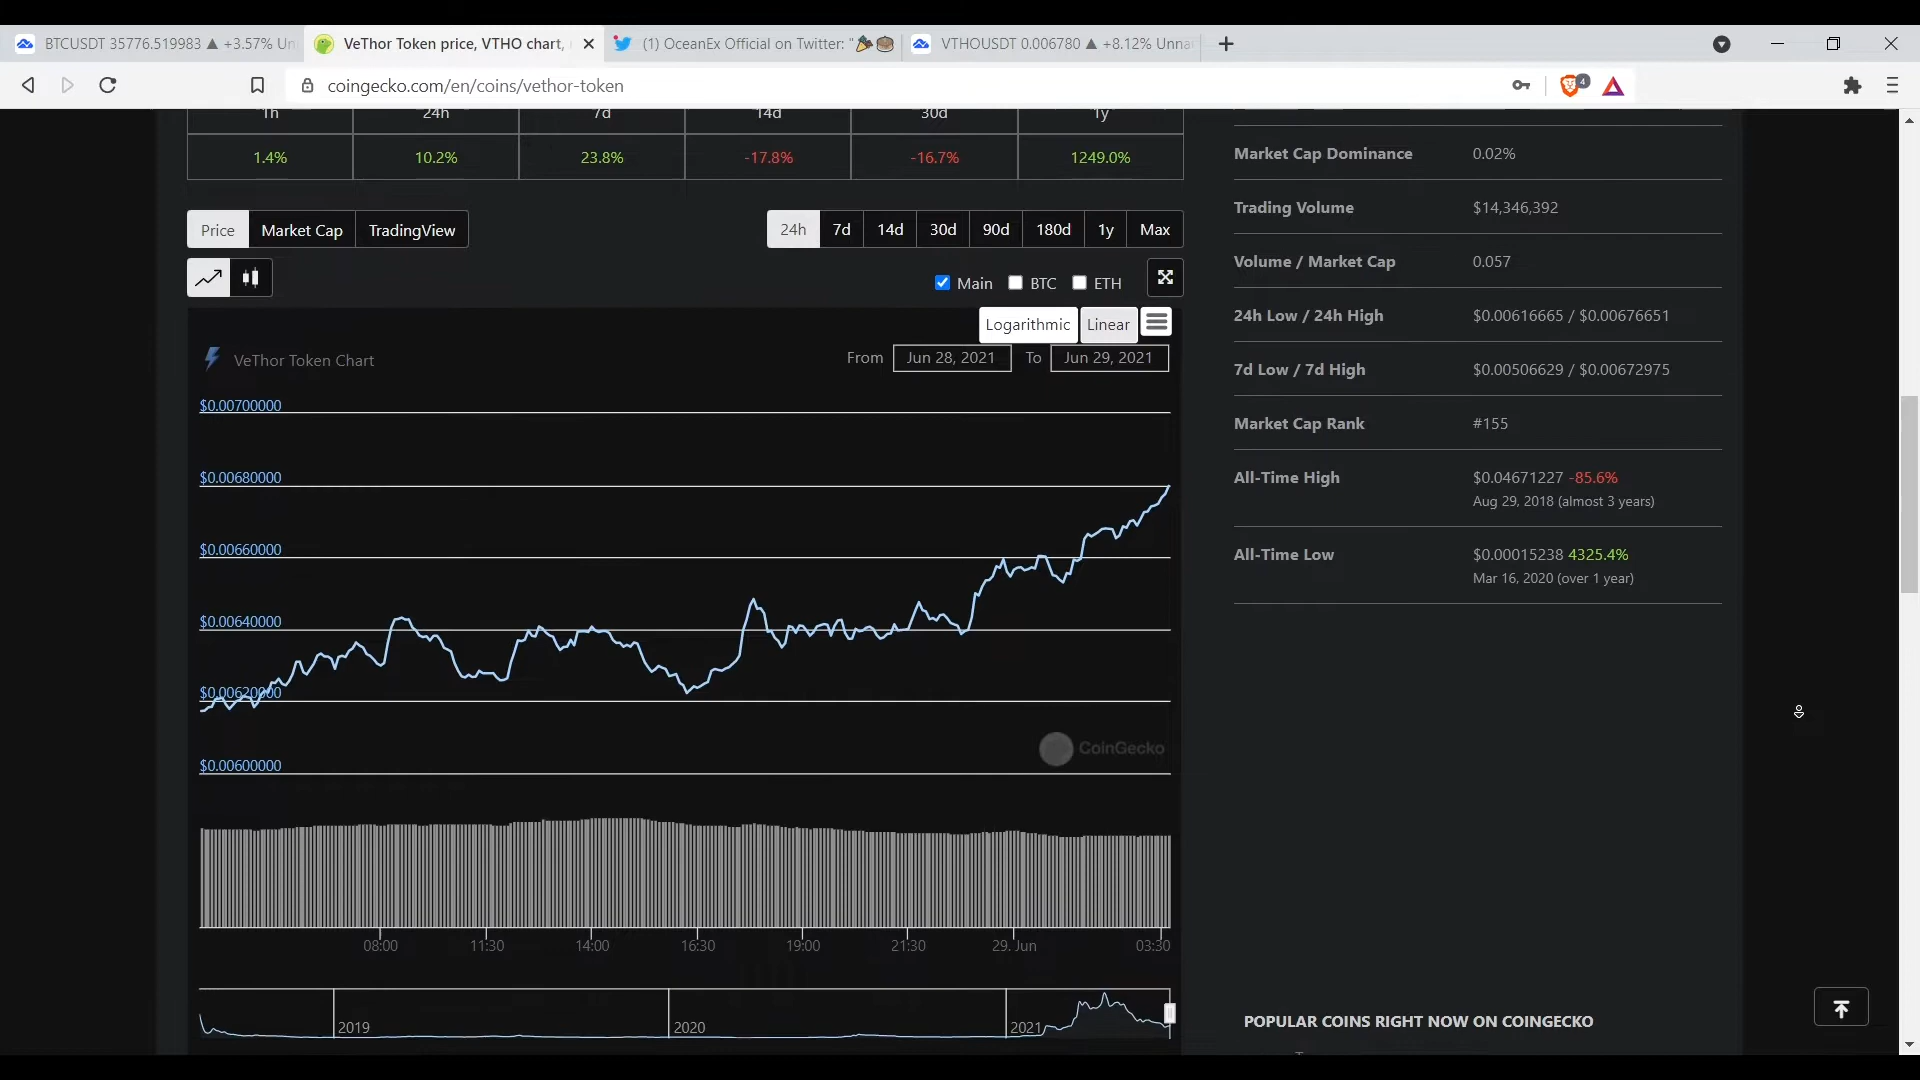 BTCUSDT 35776.519983 ▲ +3.57% Un
VeThor Token price, VTHO chart,
(1) OceanEx Official on Twitter: "
VTHOUSDT 0.006780 ▲ +8.12% Unna
coingecko.com/en/coins/vethor-token
4
1h 24h 7d 14d 30d 1y
1.4% 10.2% 23.8% -17.8% -16.7% 1249.0%
Price Market Cap TradingView
24h 7d 14d 30d 90d 180d 1y Max
Main BTC ETH
Logarithmic Linear
VeThor Token Chart
From Jun 28, 2021 To Jun 29, 2021
$0.00700000
$0.00680000
$0.00660000
$0.00640000
$0.00620000
$0.00600000
CoinGecko
08:00 11:30 14:00 16:30 19:00 21:30 29. Jun 03:30
2019 2020 2021
Market Cap Dominance 0.02%
Trading Volume $14,346,392
Volume / Market Cap 0.057
24h Low / 24h High $0.00616665 / $0.00676651
7d Low / 7d High $0.00506629 / $0.00672975
Market Cap Rank #155
All-Time High $0.04671227 -85.6%
Aug 29, 2018 (almost 3 years)
All-Time Low $0.00015238 4325.4%
Mar 16, 2020 (over 1 year)
POPULAR COINS RIGHT NOW ON COINGECKO